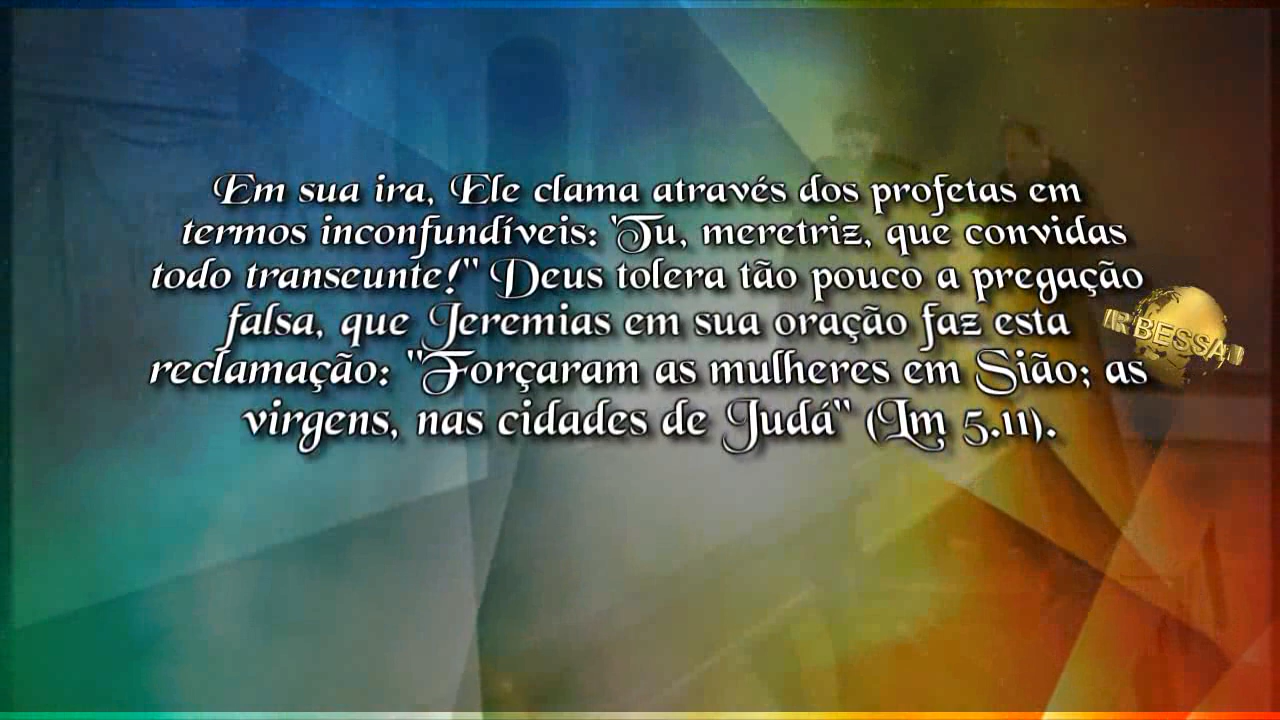 Em sua ira, Ele clama através dos profetas em
termos inconfundíveis: "Tu, meretriz, que convidas
todo transeunte!" Deus tolera tão pouco a pregação
falsa, que Jeremias em sua oração faz esta
reclamação: "Forçaram as mulheres em Sião; as
virgens, nas cidades de Judá" (Lm 5.11).
IR BESSA